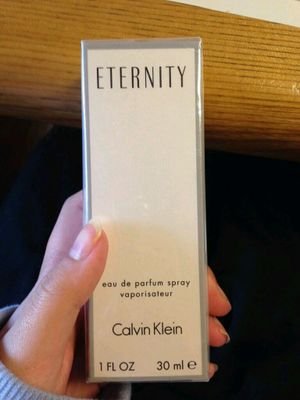 ETERNITY
eau de parfum spray
vaporisateur
Calvin Klein
1 FL OZ 30 ml ℮